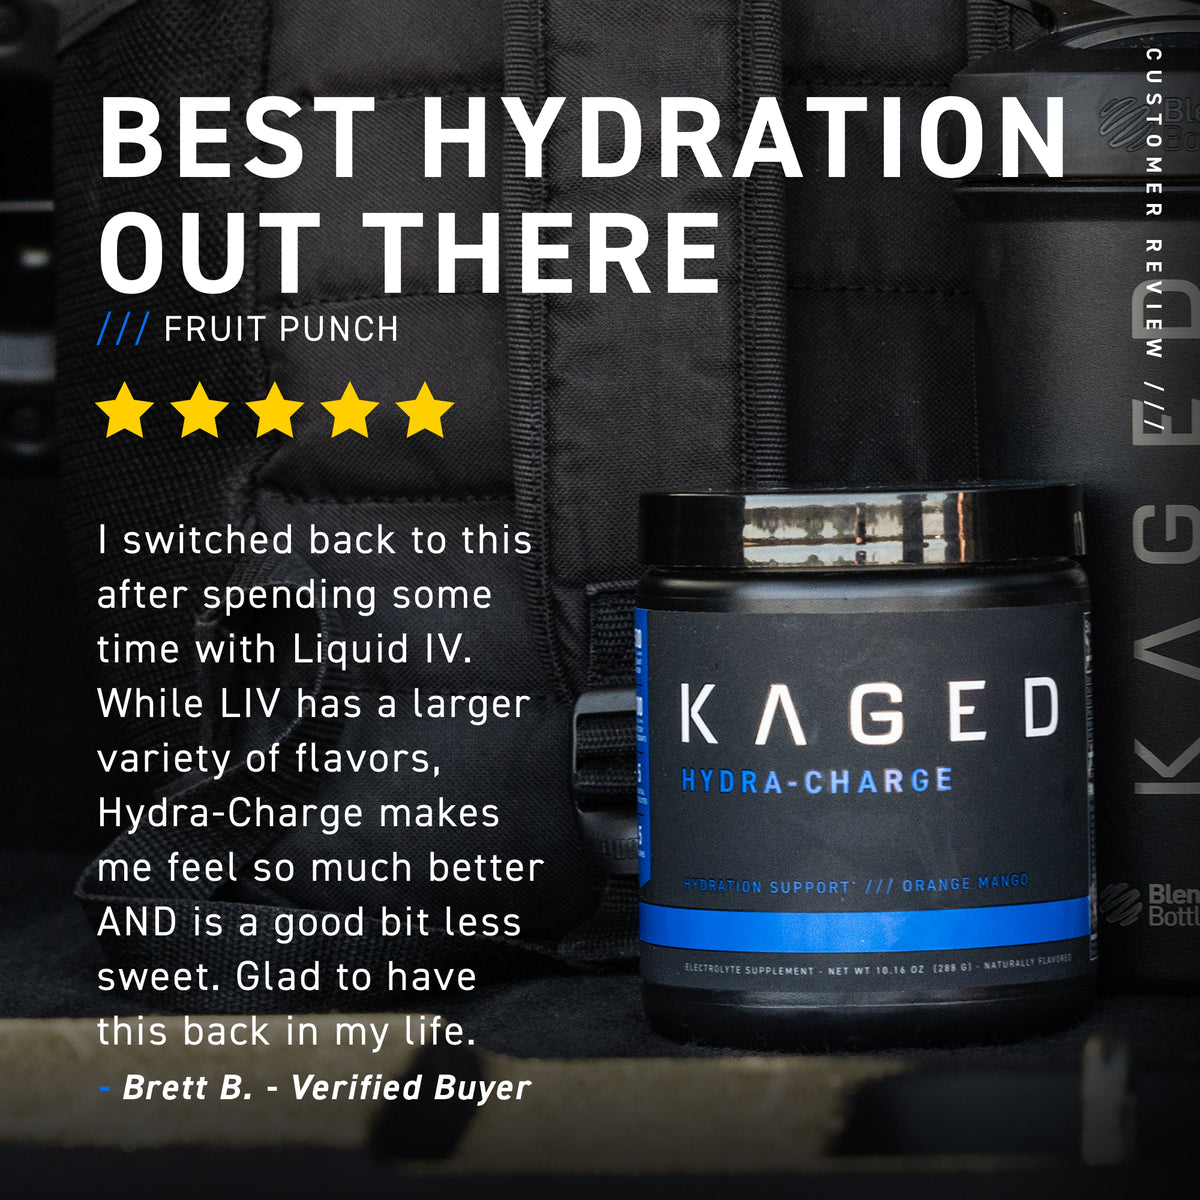 BEST HYDRATION
OUT THERE
/// FRUIT PUNCH
I switched back to this
after spending some
time with Liquid IV.
While LIV has a larger
variety of flavors,
Hydra-Charge makes
me feel so much better
AND is a good bit less
sweet. Glad to have
this back in my life.
- Brett B. - Verified Buyer
CUSTOMER REVIEW ///
KAGED
HYDRA-CHARGE
HYDRATION SUPPORT* /// ORANGE MANGO
ELECTROLYTE SUPPLEMENT - NET WT 10.16 OZ (288 G) - NATURALLY FLAVORED
KAGED